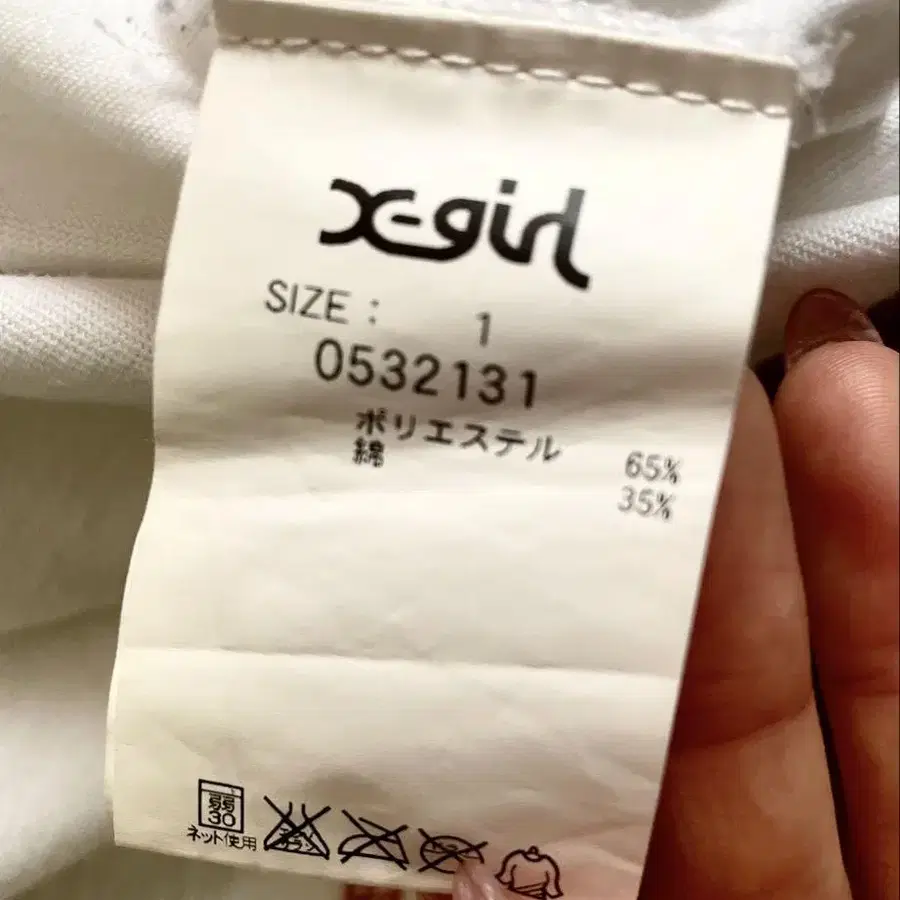 X-girl
SIZE : 1
0532131
ポリエステル 65%
綿 35%
弱
30
ネット使用